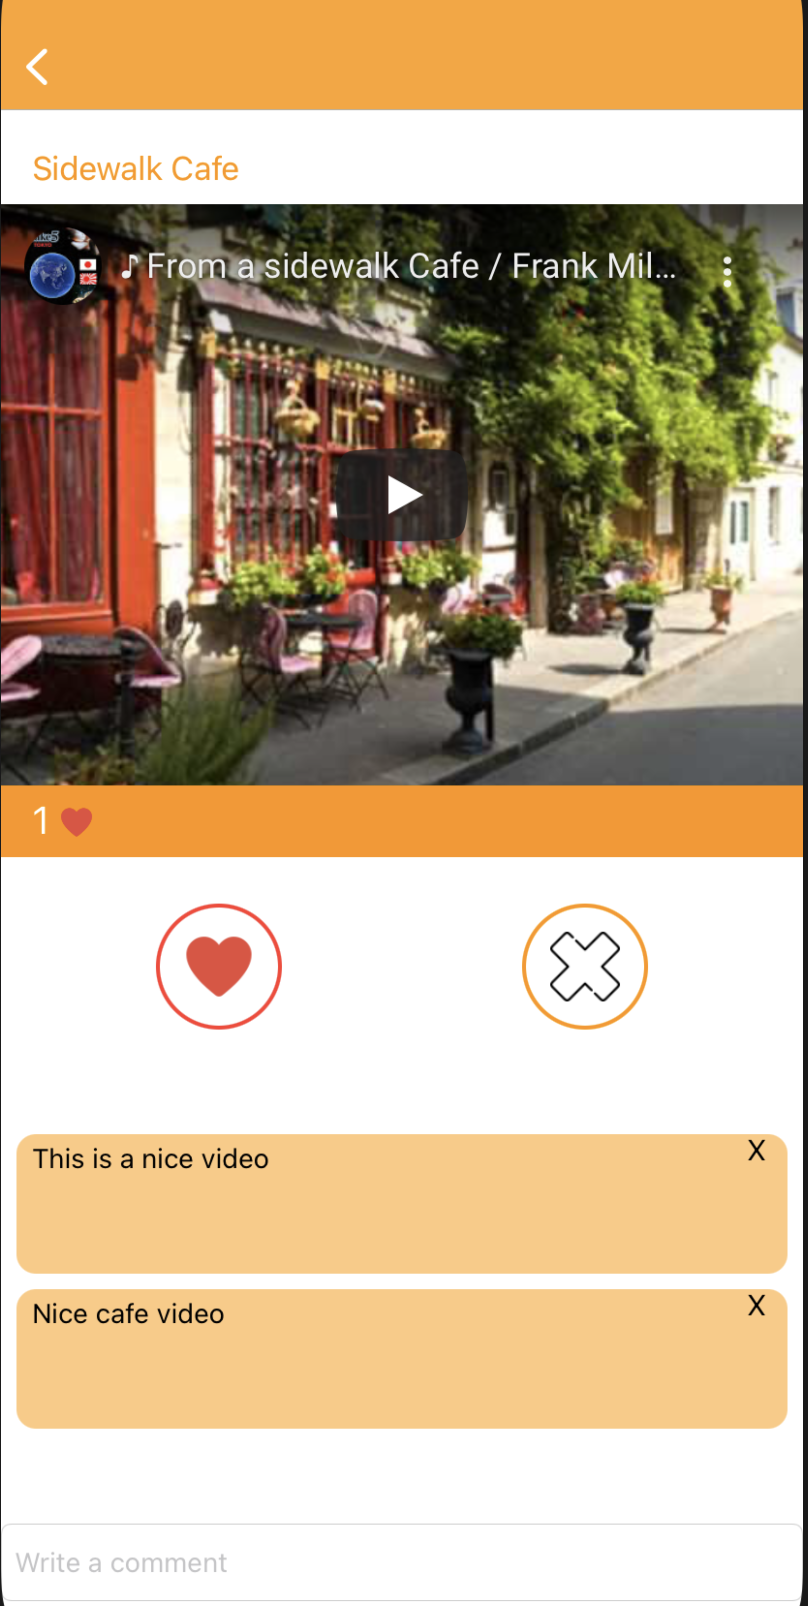 Sidewalk Cafe
♪ From a sidewalk Cafe / Frank Mil...
1
This is a nice video
X
Nice cafe video
X
Write a comment